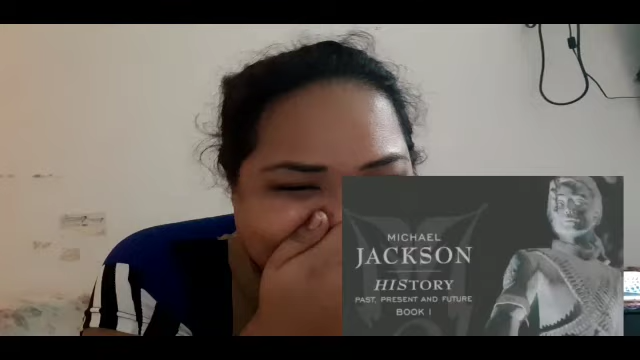 MICHAEL
JACKSON
HISTORY
PAST, PRESENT AND FUTURE
BOOK I